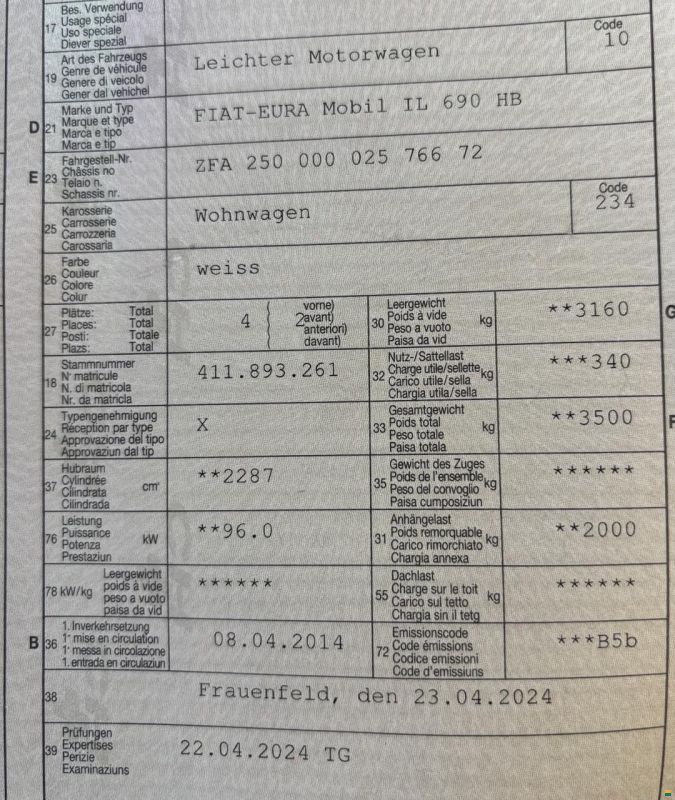 17 Bes. Verwendung
Usage spécial
Uso speciale
Diever spezial
19 Art des Fahrzeugs
Genre de véhicule
Genere di veicolo
Gener dal vehichel
Leichter Motorwagen
Code
10
D 21 Marke und Typ
Marque et type
Marca e tipo
Marca e tip
FIAT-EURA Mobil IL 690 HB
E 23 Fahrgestell-Nr.
Châssis no
Telaio n.
Schassis nr.
ZFA 250 000 025 766 72
25 Karosserie
Carrosserie
Carrozzeria
Carossaria
Wohnwagen
Code
234
26 Farbe
Couleur
Colore
Colur
weiss
27 Plätze: Total
Places: Total
Posti: Totale
Plazs: Total
4 ( 2 vorne)
avant)
anteriori)
davant)
30 Leergewicht
Poids à vide
Peso a vuoto
Paisa da vid
kg
**3160
G
18 Stammnummer
N° matricule
N. di matricola
Nr. da matricla
411.893.261
32 Nutz-/Sattellast
Charge utile/sellette
Carico utile/sella
Chargia utila/sella
kg
***340
24 Typengenehmigung
Réception par type
Approvazione del tipo
Approvaziun dal tip
X
33 Gesamtgewicht
Poids total
Peso totale
Paisa totala
kg
**3500
F
37 Hubraum
Cylindrée
Cilindrata
Cilindrada
cm³
**2287
35 Gewicht des Zuges
Poids de l'ensemble
Peso del convoglio
Paisa cumposiziun
kg
******
76 Leistung
Puissance
Potenza
Prestaziun
kW
**96.0
31 Anhängelast
Poids remorquable
Carico rimorchiato
Chargia annexa
kg
**2000
78 kW/kg Leergewicht
poids à vide
peso a vuoto
paisa da vid
******
55 Dachlast
Charge sur le toit
Carico sul tetto
Chargia sin il tetg
kg
******
B 36 1. Inverkehrsetzung
1re mise en circulation
1a messa in circolazione
1. entrada en circulaziun
08.04.2014
72 Emissionscode
Code émissions
Codice emissioni
Code d'emissiuns
***B5b
38 Frauenfeld, den 23.04.2024
39 Prüfungen
Expertises
Perizie
Examinaziuns
22.04.2024 TG